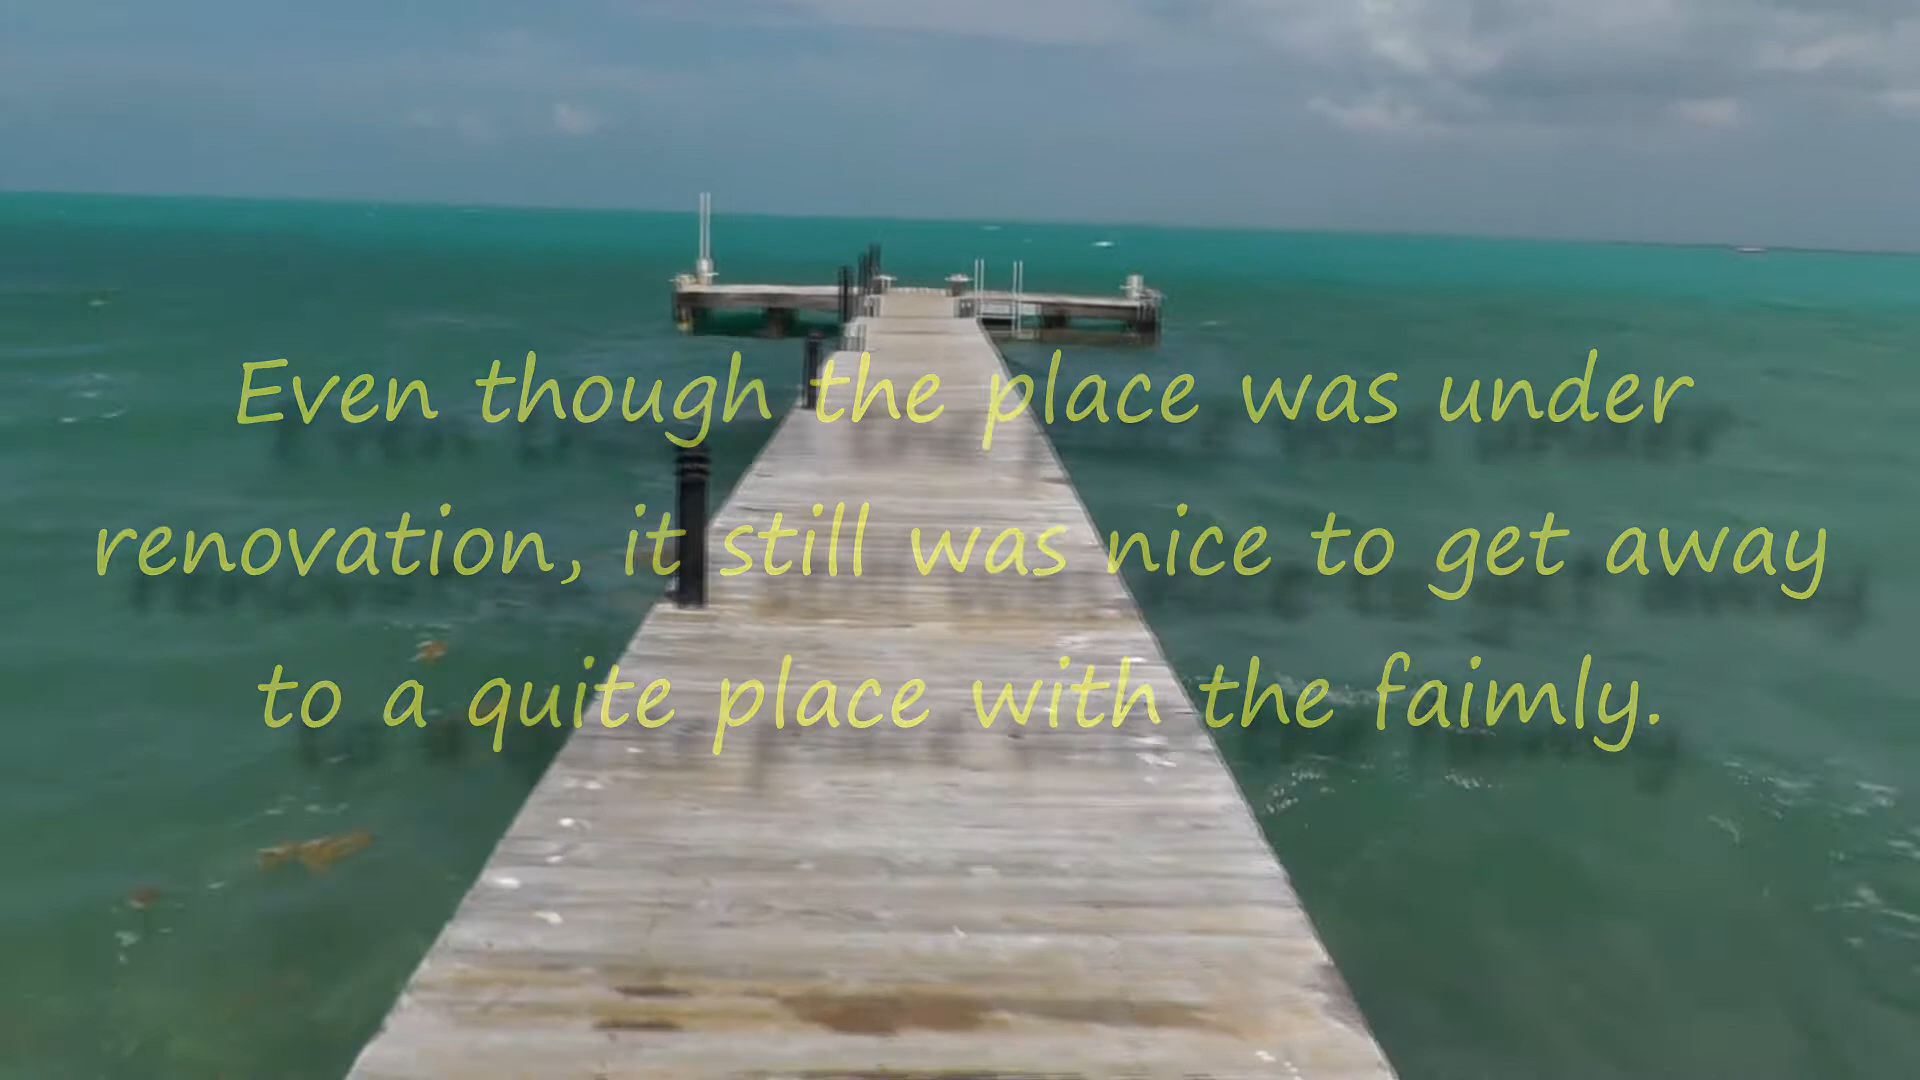 Even though the place was under
renovation, it still was nice to get away
to a quite place with the faimly.